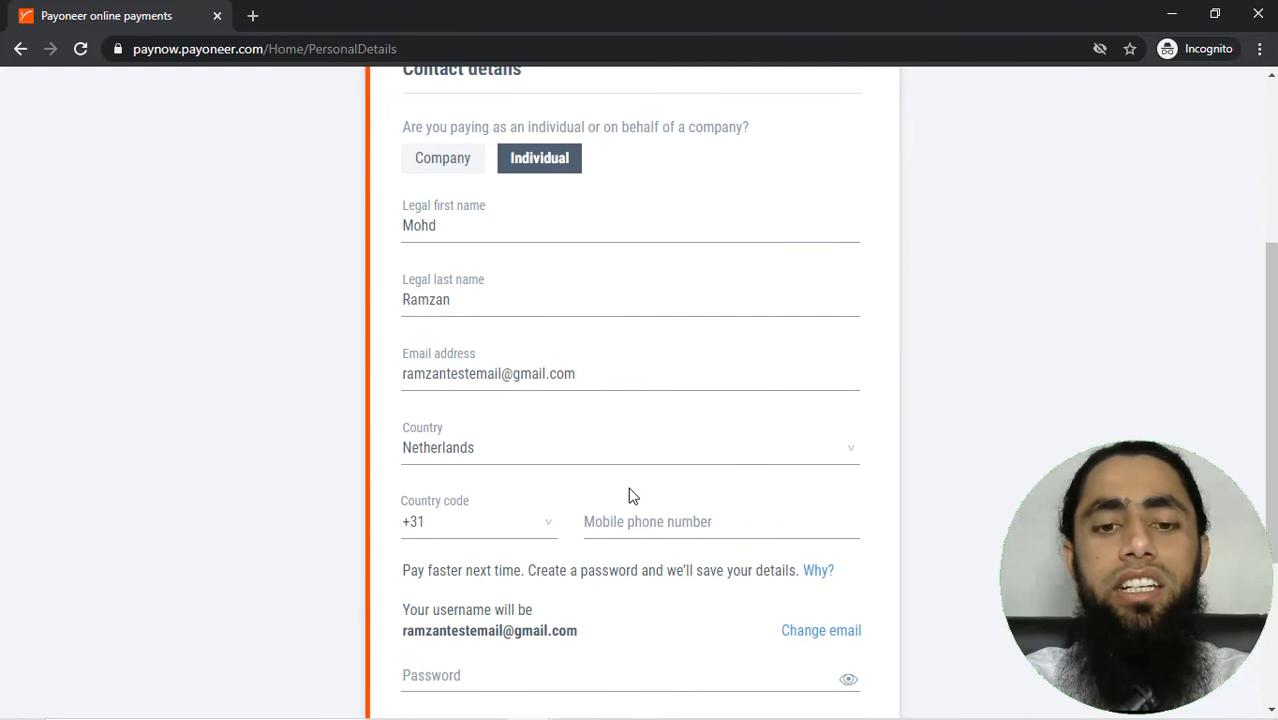 Payoneer online payments
paynow.payoneer.com/Home/PersonalDetails
Incognito
Contact details
Are you paying as an individual or on behalf of a company?
Company Individual
Legal first name
Mohd
Legal last name
Ramzan
Email address
ramzantestemail@gmail.com
Country
Netherlands
Country code
+31 Mobile phone number
Pay faster next time. Create a password and we'll save your details. Why?
Your username will be
ramzantestemail@gmail.com Change email
Password